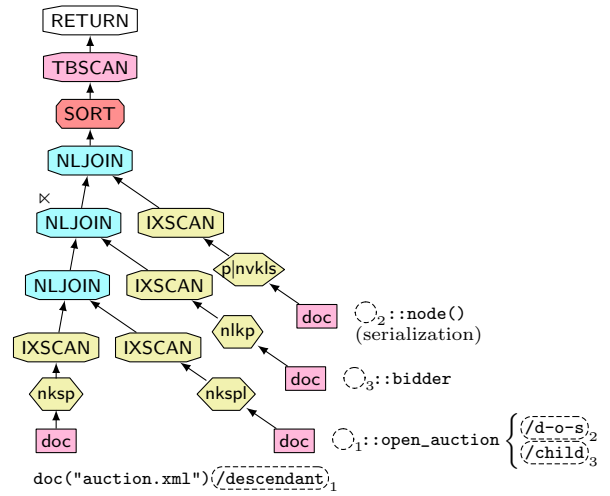 RETURN
TBSCAN
SORT
NLJOIN
⋉
NLJOIN IXSCAN
p|nvkls
NLJOIN IXSCAN
doc 2::node()
(serialization)
nlkp
IXSCAN IXSCAN
doc 3::bidder
nksp nkspl
doc doc 1::open_auction { /d-o-s 2
/child 3
doc("auction.xml")/descendant 1